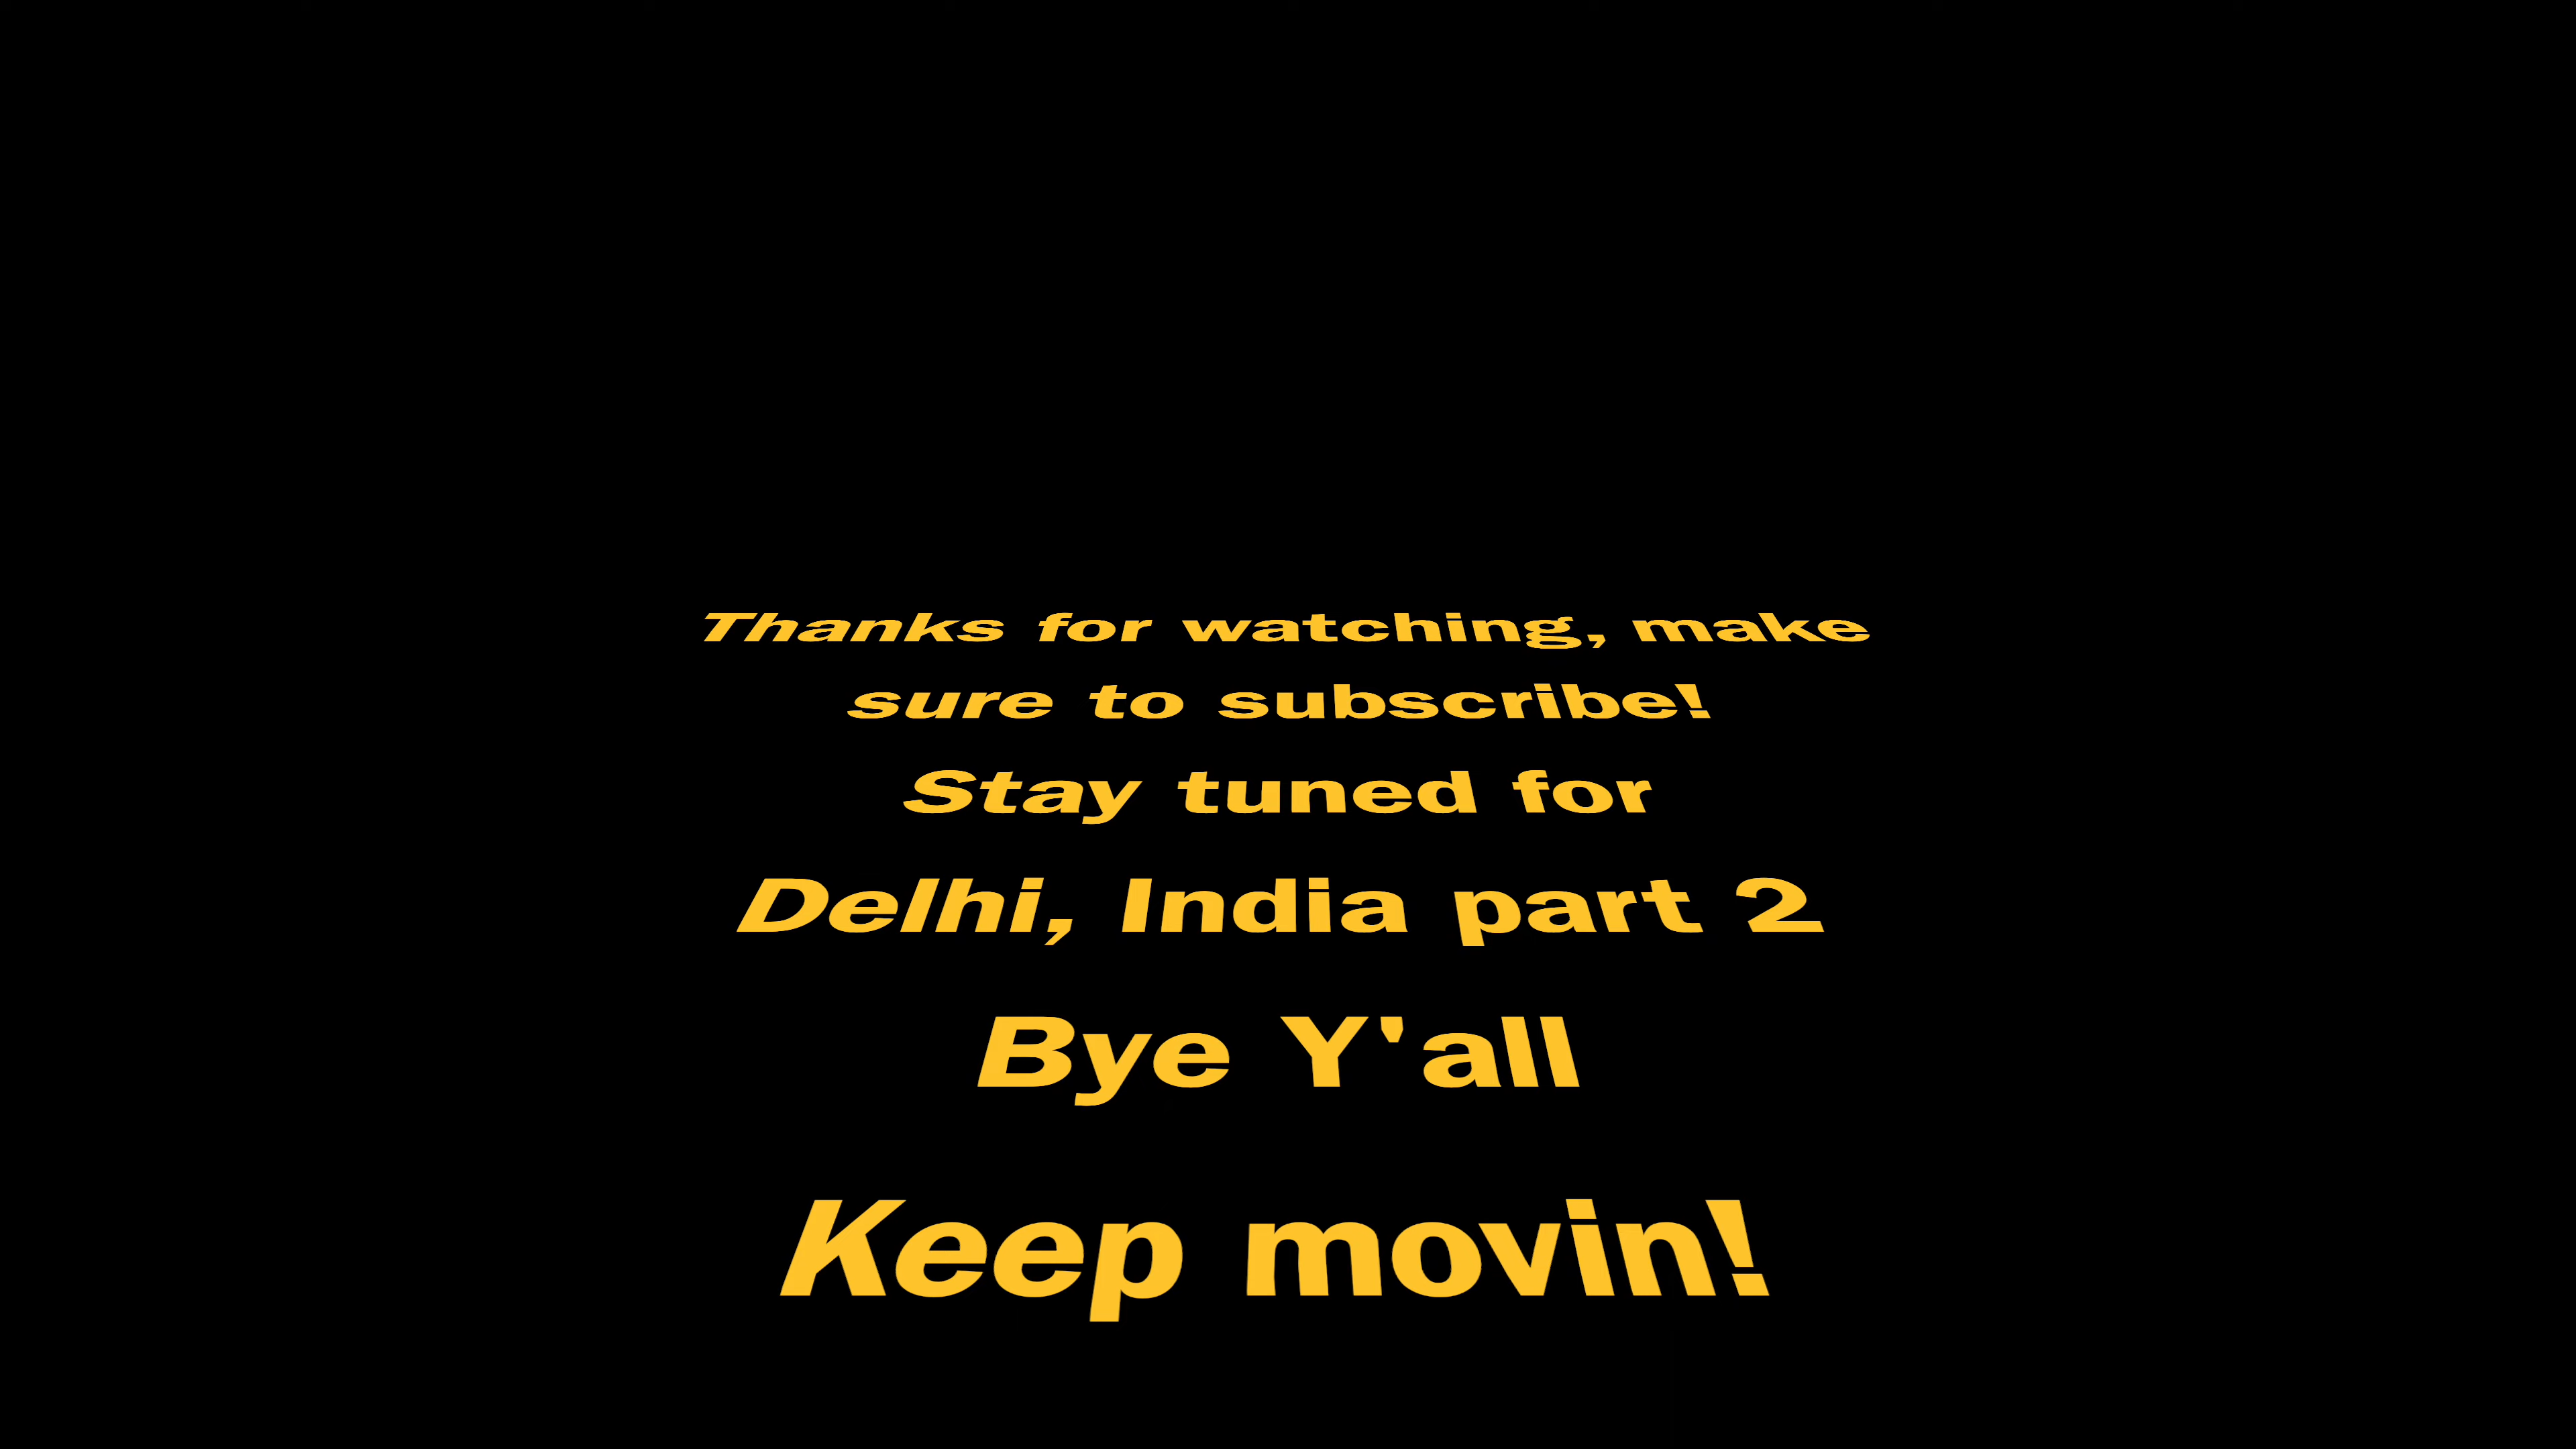 Thanks for watching, make
sure to subscribe!
Stay tuned for
Delhi, India part 2
Bye Y'all
Keep movin!